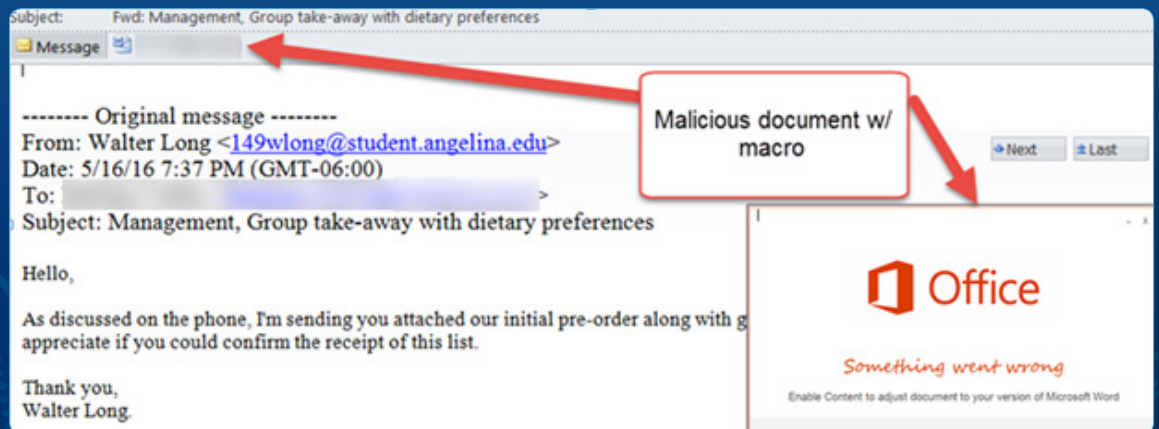 Subject: Fwd: Management, Group take-away with dietary preferences
Message
-------- Original message --------
From: Walter Long <149wlong@student.angelina.edu>
Date: 5/16/16 7:37 PM (GMT-06:00)
To:
Subject: Management, Group take-away with dietary preferences
Hello,
As discussed on the phone, I'm sending you attached our initial pre-order along with g
appreciate if you could confirm the receipt of this list.
Thank you,
Walter Long.
Malicious document w/
macro
Next
Last
Office
Something went wrong
Enable Content to adjust document to your version of Microsoft Word